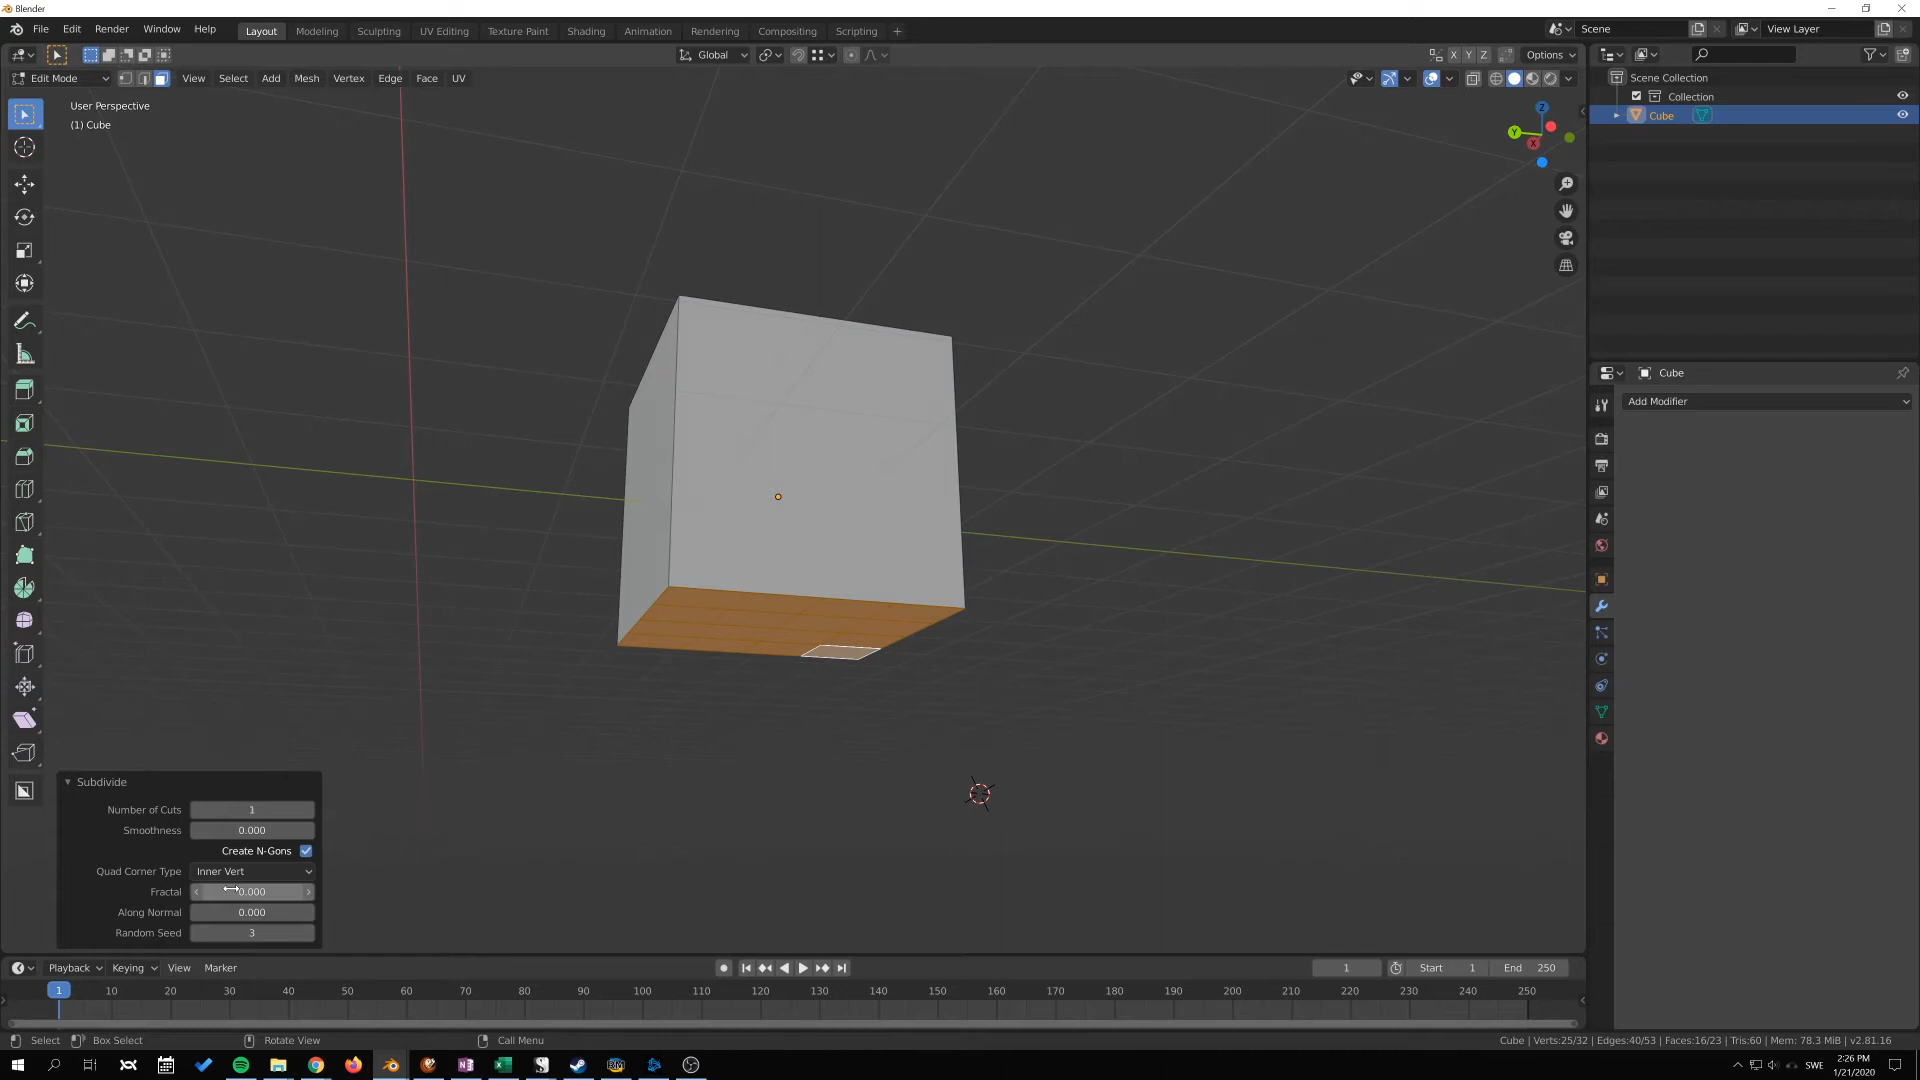 Blender
File Edit Render Window Help Layout Modeling Sculpting UV Editing Texture Paint Shading Animation Rendering Compositing Scripting + Scene View Layer
Global X Y Z Options
Edit Mode View Select Add Mesh Vertex Edge Face UV
User Perspective
(1) Cube
Scene Collection
Collection
Cube
Z
Y
X
Cube
Add Modifier
Subdivide
Number of Cuts 1
Smoothness 0.000
Create N-Gons
Quad Corner Type Inner Vert
Fractal 0.000
Along Normal 0.000
Random Seed 3
Playback Keying View Marker 1 Start 1 End 250
1 10 20 30 40 50 60 70 80 90 100 110 120 130 140 150 160 170 180 190 200 210 220 230 240 250
Select Box Select Rotate View Call Menu Cube | Verts:25/32 | Edges:40/53 | Faces:16/23 | Tris:60 | Mem: 78.3 MiB | v2.81.16
SWE 2:26 PM
1/21/2020